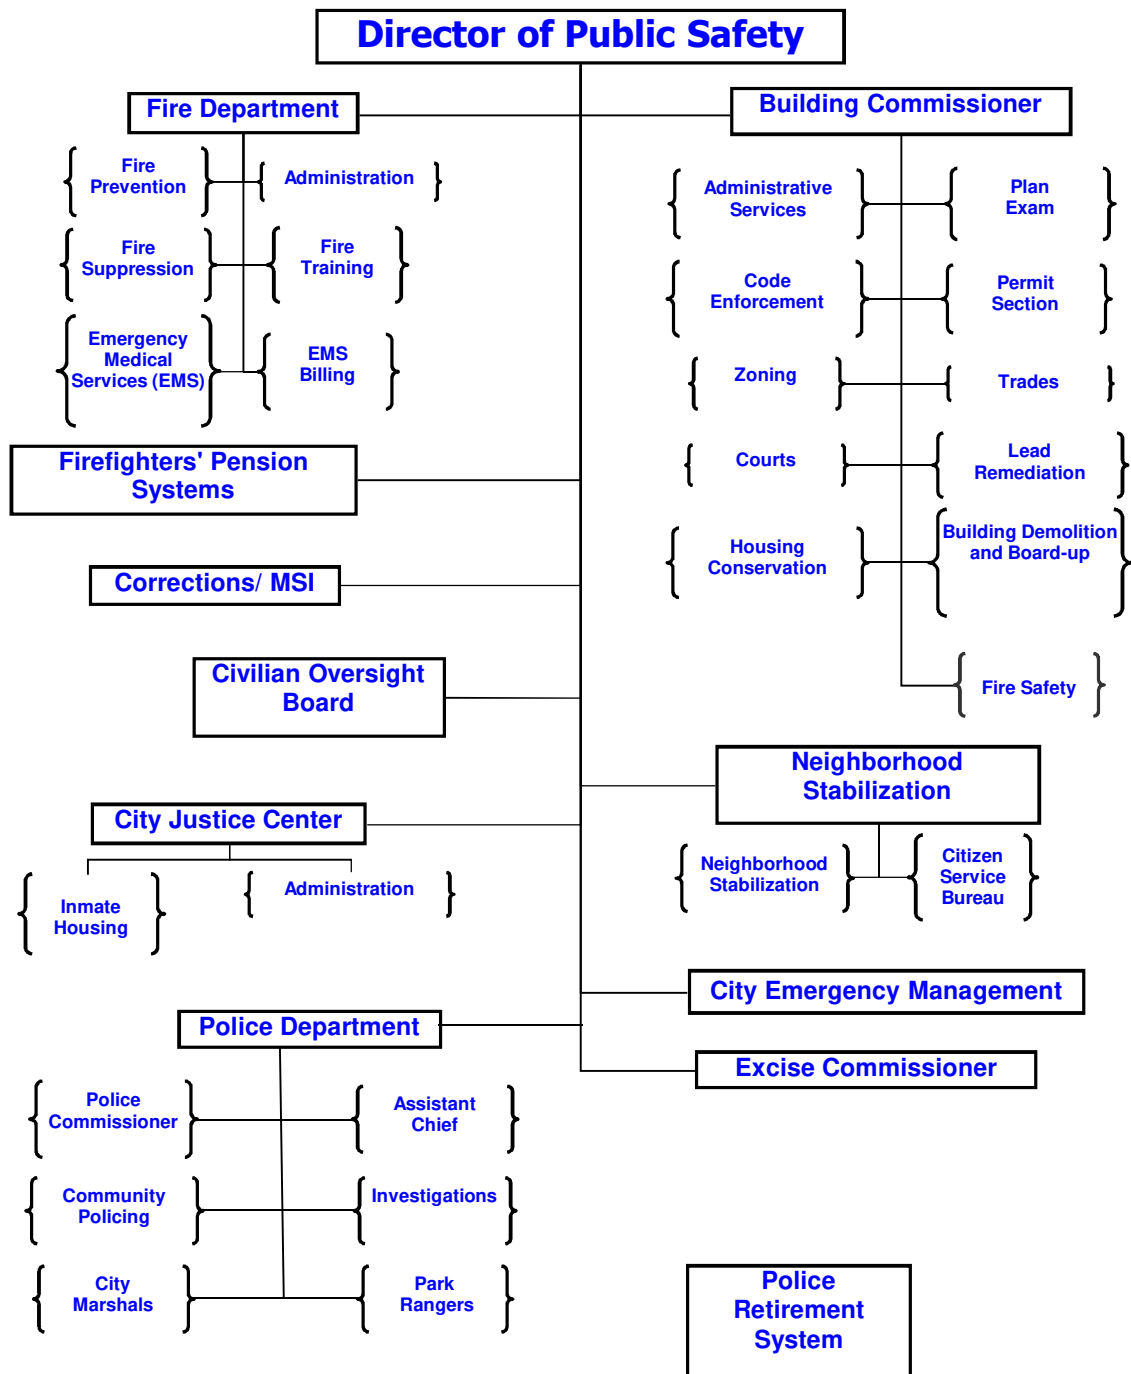 Director of Public Safety
Fire Department
Building Commissioner
Fire
Prevention
Administration
Fire
Suppression
Fire
Training
Emergency
Medical
Services (EMS)
EMS
Billing
Administrative
Services
Plan
Exam
Code
Enforcement
Permit
Section
Zoning
Trades
Courts
Lead
Remediation
Housing
Conservation
Building Demolition
and Board-up
Fire Safety
Firefighters' Pension
Systems
Corrections/ MSI
Civilian Oversight
Board
Neighborhood
Stabilization
Neighborhood
Stabilization
Citizen
Service
Bureau
City Justice Center
Inmate
Housing
Administration
City Emergency Management
Police Department
Excise Commissioner
Police
Commissioner
Assistant
Chief
Community
Policing
Investigations
City
Marshals
Park
Rangers
Police
Retirement
System